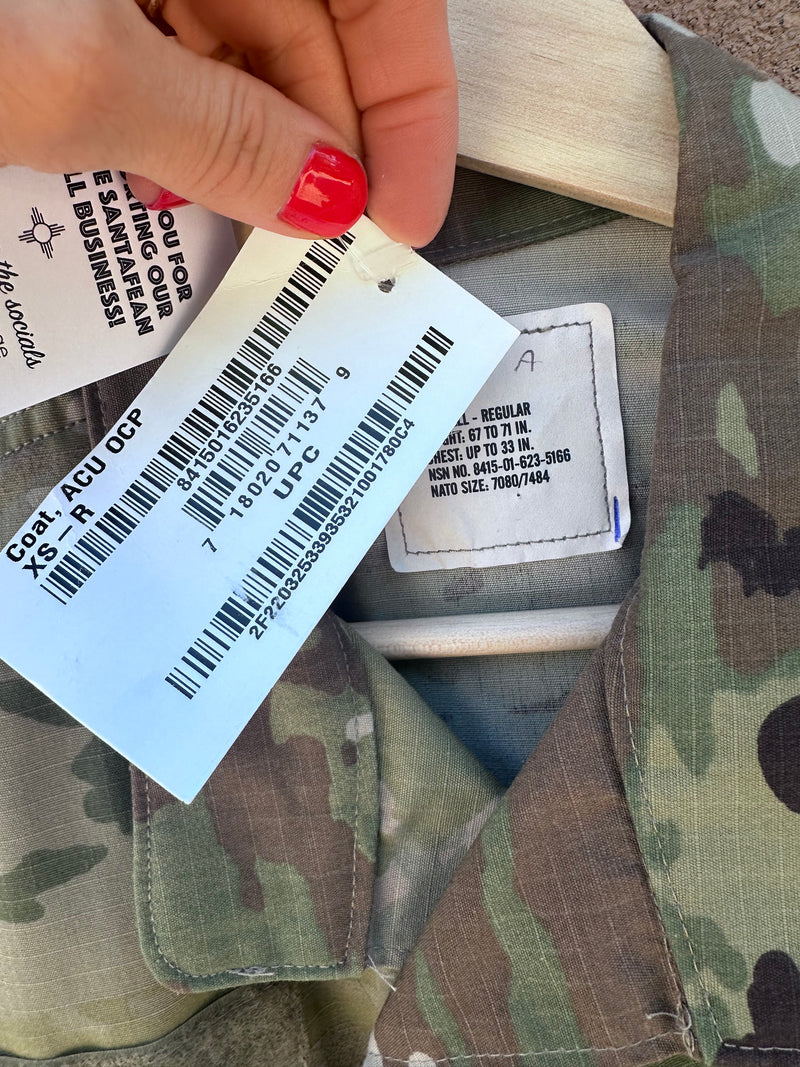 OU FOR
TING OUR
E SANTAFEAN
LL BUSINESS!
the socials
ge
Coat, ACU OCP
XS-R
8415016235166
7 18020 71137 9
UPC
2F22032533935321001780C4
A
LL - REGULAR
GHT: 67 TO 71 IN.
HEST: UP TO 33 IN.
NSN NO. 8415-01-623-5166
NATO SIZE: 7080/7484